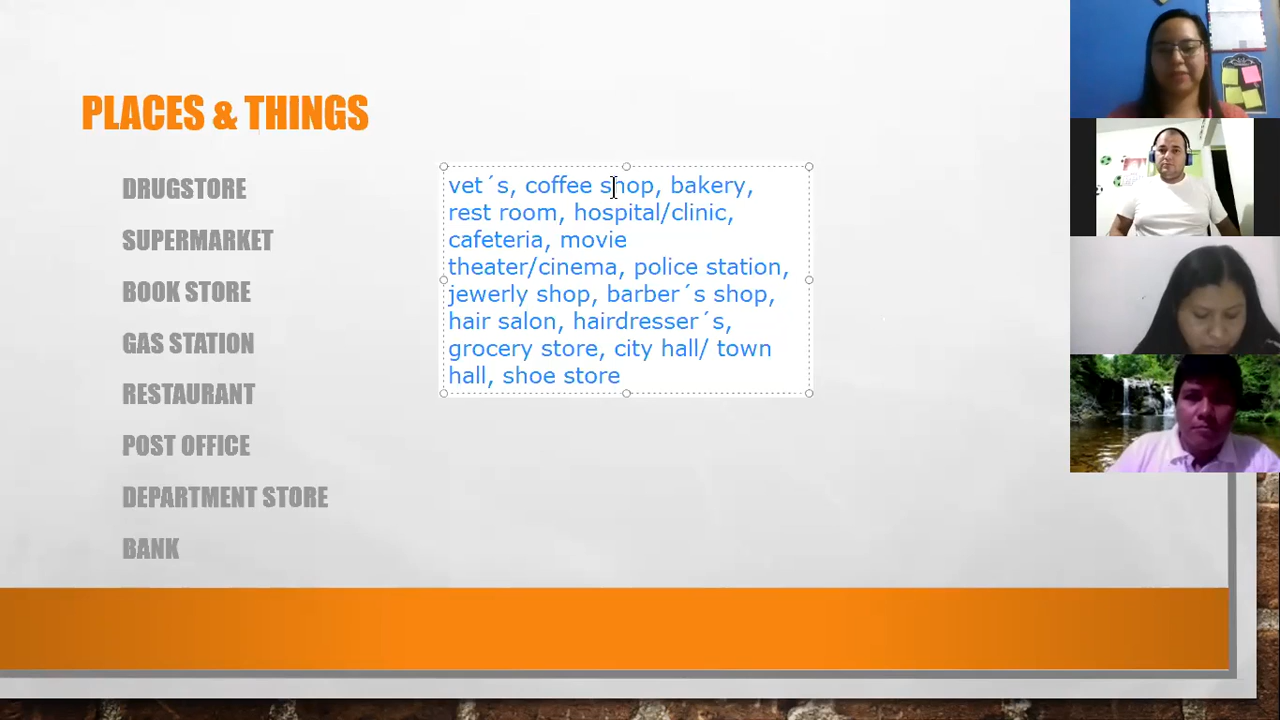 PLACES & THINGS
DRUGSTORE
SUPERMARKET
BOOK STORE
GAS STATION
RESTAURANT
POST OFFICE
DEPARTMENT STORE
BANK
vet´s, coffee shop, bakery,
rest room, hospital/clinic,
cafeteria, movie
theater/cinema, police station,
jewerly shop, barber´s shop,
hair salon, hairdresser´s,
grocery store, city hall/ town
hall, shoe store